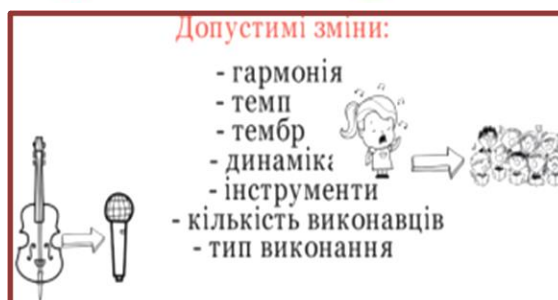 Допустимі зміни:
- гармонія
- темп
- тембр
- динаміка
- інструменти
- кількість виконавців
- тип виконання